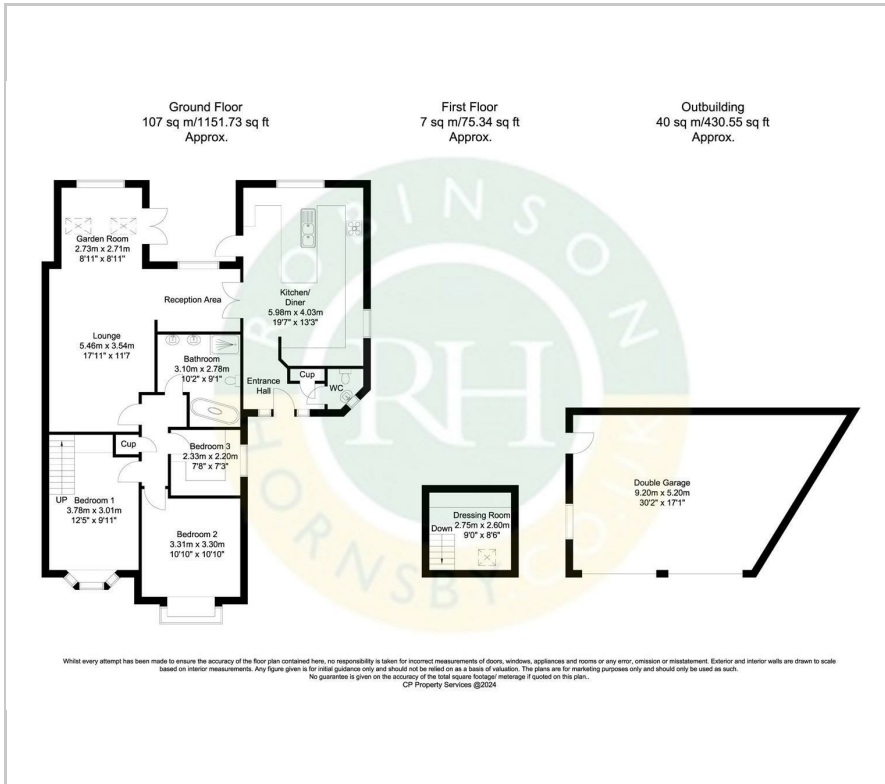 Ground Floor
107 sq m/1151.73 sq ft
Approx.
First Floor
7 sq m/75.34 sq ft
Approx.
Outbuilding
40 sq m/430.55 sq ft
Approx.
Garden Room
2.73m x 2.71m
8'11" x 8'11"
Reception Area
Kitchen/
Diner
5.98m x 4.03m
19'7" x 13'3"
Lounge
5.46m x 3.54m
17'11" x 11'7
Bathroom
3.10m x 2.78m
10'2" x 9'1"
Entrance
Hall
Cup
WC
Cup
Bedroom 3
2.33m x 2.20m
7'8" x 7'3"
UP
Bedroom 1
3.78m x 3.01m
12'5" x 9'11"
Bedroom 2
3.31m x 3.30m
10'10" x 10'10"
Dressing Room
2.75m x 2.60m
9'0" x 8'6"
Down
Double Garage
9.20m x 5.20m
30'2" x 17'1"
ROBINSON
RH
HORNSBY.CO.UK
Whilst every attempt has been made to ensure the accuracy of the floor plan contained here, no responsibility is taken for incorrect measurements of doors, windows, appliances and rooms or any error, omission or misstatement. Exterior and interior walls are drawn to scale
based on interior measurements. Any figure given is for initial guidance only and should not be relied on as a basis of valuation. The plans are for marketing purposes only and should only be used as such.
No guarantee is given on the accuracy of the total square footage/ meterage if quoted on this plan..
CP Property Services @2024